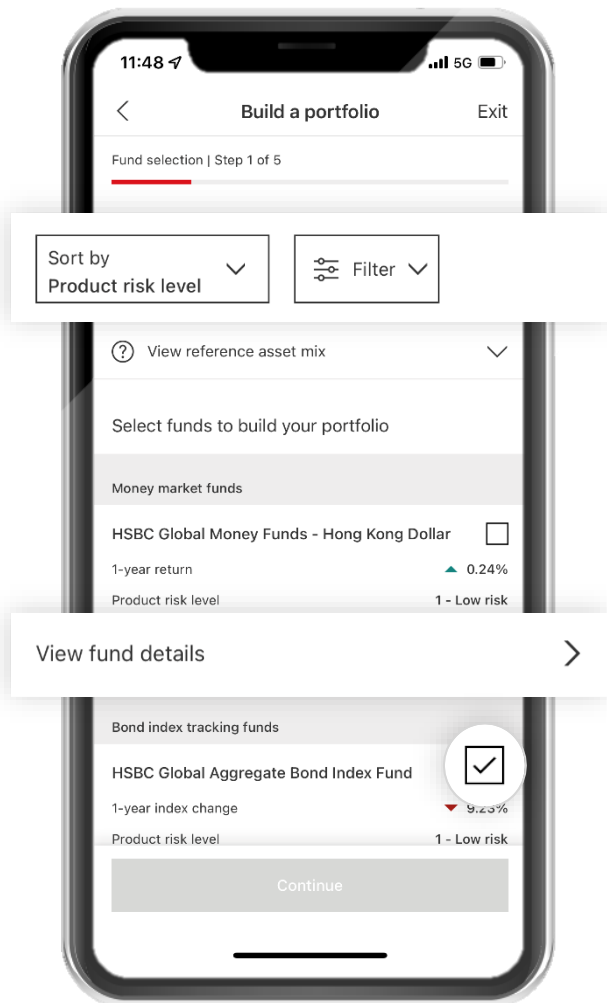 11:48 5G
Build a portfolio Exit
Fund selection | Step 1 of 5
Sort by
Product risk level
Filter
? View reference asset mix
Select funds to build your portfolio
Money market funds
HSBC Global Money Funds - Hong Kong Dollar
1-year return 0.24%
Product risk level 1 - Low risk
View fund details
Bond index tracking funds
HSBC Global Aggregate Bond Index Fund
1-year index change 9.23%
Product risk level 1 - Low risk
Continue